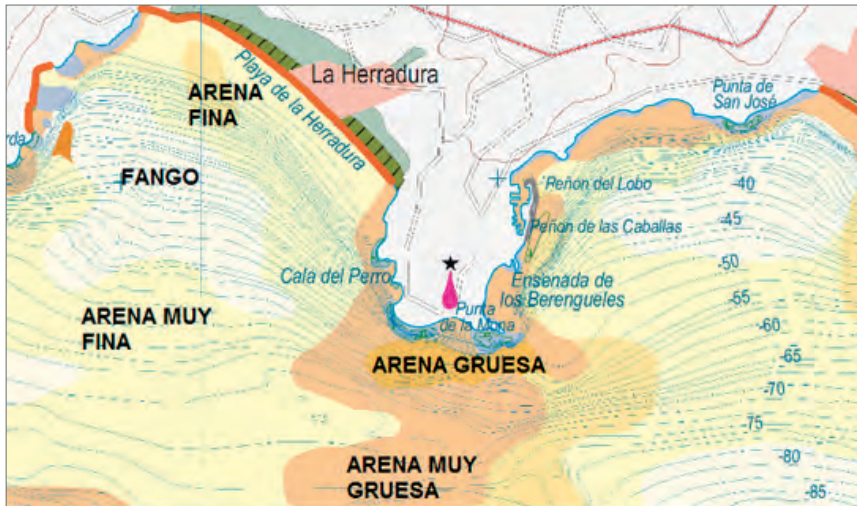 Punta de
San José
La Herradura
ARENA
FINA
Playa de la Herradura
FANGO
Peñon del Lobo
-40
-45
Peñon de las Caballas
-50
Cala del Perro
Ensenada de
los Berengueles
-55
ARENA MUY
FINA
Punta
de la Mona
-60
ARENA GRUESA
-65
-70
-75
ARENA MUY
GRUESA
-80
-85